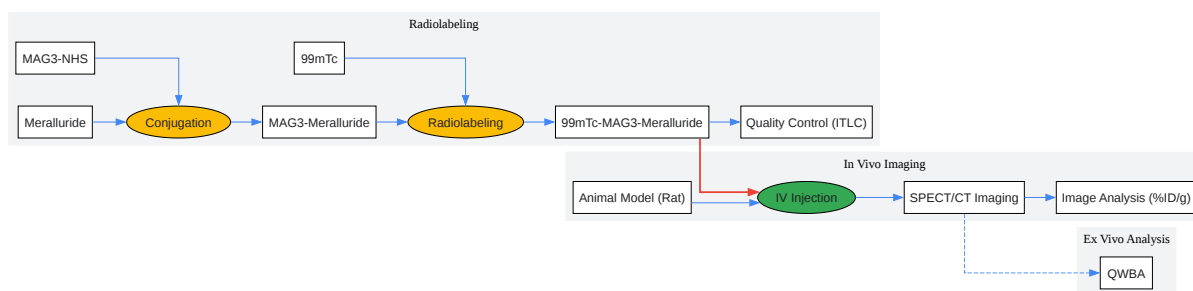 Radiolabeling
MAG3-NHS
99mTc
Meralluride
Conjugation
MAG3-Meralluride
Radiolabeling
99mTc-MAG3-Meralluride
Quality Control (ITLC)
In Vivo Imaging
Animal Model (Rat)
IV Injection
SPECT/CT Imaging
Image Analysis (%ID/g)
Ex Vivo Analysis
QWBA